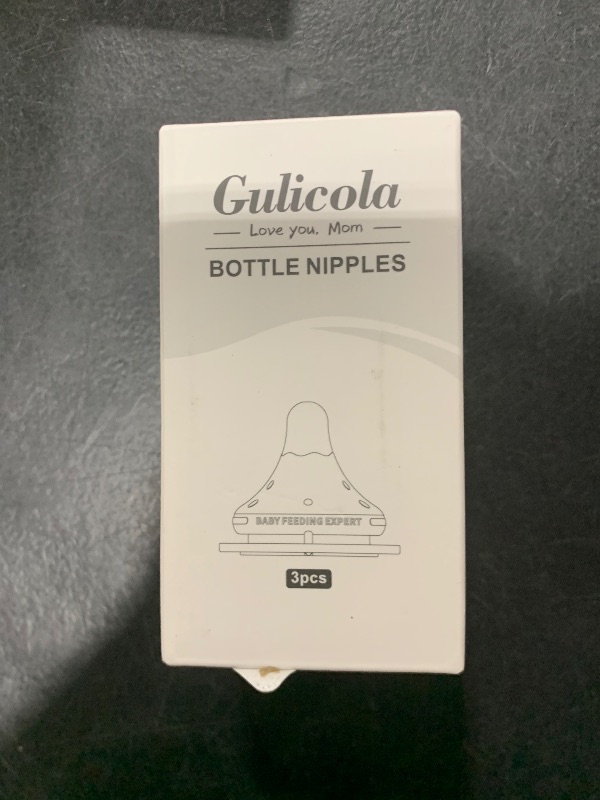 Gulicola
Love you, Mom
BOTTLE NIPPLES
BABY FEEDING EXPERT
3pcs